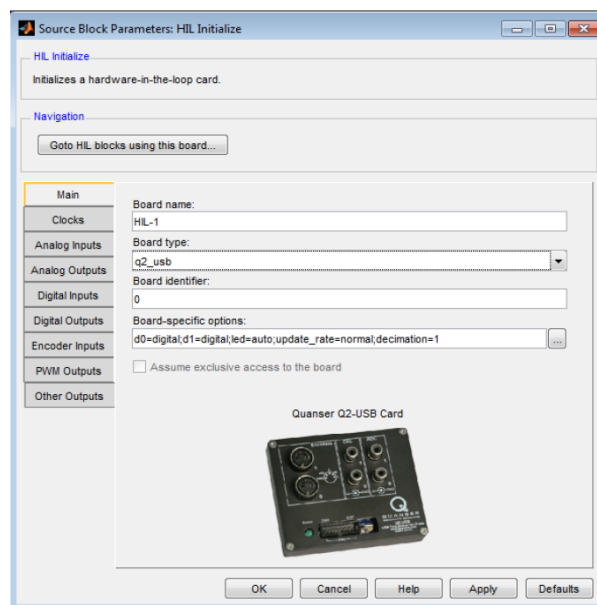 Source Block Parameters: HIL Initialize
HIL Initialize
Initializes a hardware-in-the-loop card.
Navigation
Goto HIL blocks using this board...
Main
Clocks
Analog Inputs
Analog Outputs
Digital Inputs
Digital Outputs
Encoder Inputs
PWM Outputs
Other Outputs
Board name:
HIL-1
Board type:
q2_usb
Board identifier:
0
Board-specific options:
d0=digital;d1=digital;led=auto;update_rate=normal;decimation=1
...
Assume exclusive access to the board
Quanser Q2-USB Card
QUANSER
OK
Cancel
Help
Apply
Defaults